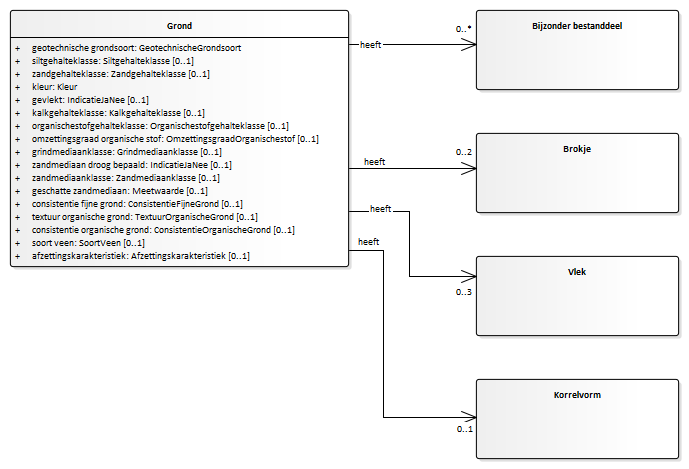 Grond
+ geotechnische grondsoort: GeotechnischeGrondsoort
+ siltgehalteklasse: Siltgehalteklasse [0..1]
+ zandgehalteklasse: Zandgehalteklasse [0..1]
+ kleur: Kleur
+ gevlekt: IndicatieJaNee [0..1]
+ kalkgehalteklasse: Kalkgehalteklasse [0..1]
+ organischestofgehalteklasse: Organischestofgehalteklasse [0..1]
+ omzettingsgraad organische stof: OmzettingsgraadOrganischestof [0..1]
+ grindmediaanklasse: Grindmediaanklasse [0..1]
+ zandmediaan droog bepaald: IndicatieJaNee [0..1]
+ zandmediaanklasse: Zandmediaanklasse [0..1]
+ geschatte zandmediaan: Meetwaarde [0..1]
+ consistentie fijne grond: ConsistentieFijneGrond [0..1]
+ textuur organische grond: TextuurOrganischeGrond [0..1]
+ consistentie organische grond: ConsistentieOrganischeGrond [0..1]
+ soort veen: SoortVeen [0..1]
+ afzettingskarakteristiek: Afzettingskarakteristiek [0..1]
heeft
0..*
Bijzonder bestanddeel
heeft
0..2
Brokje
heeft
0..3
Vlek
heeft
0..1
Korrelvorm